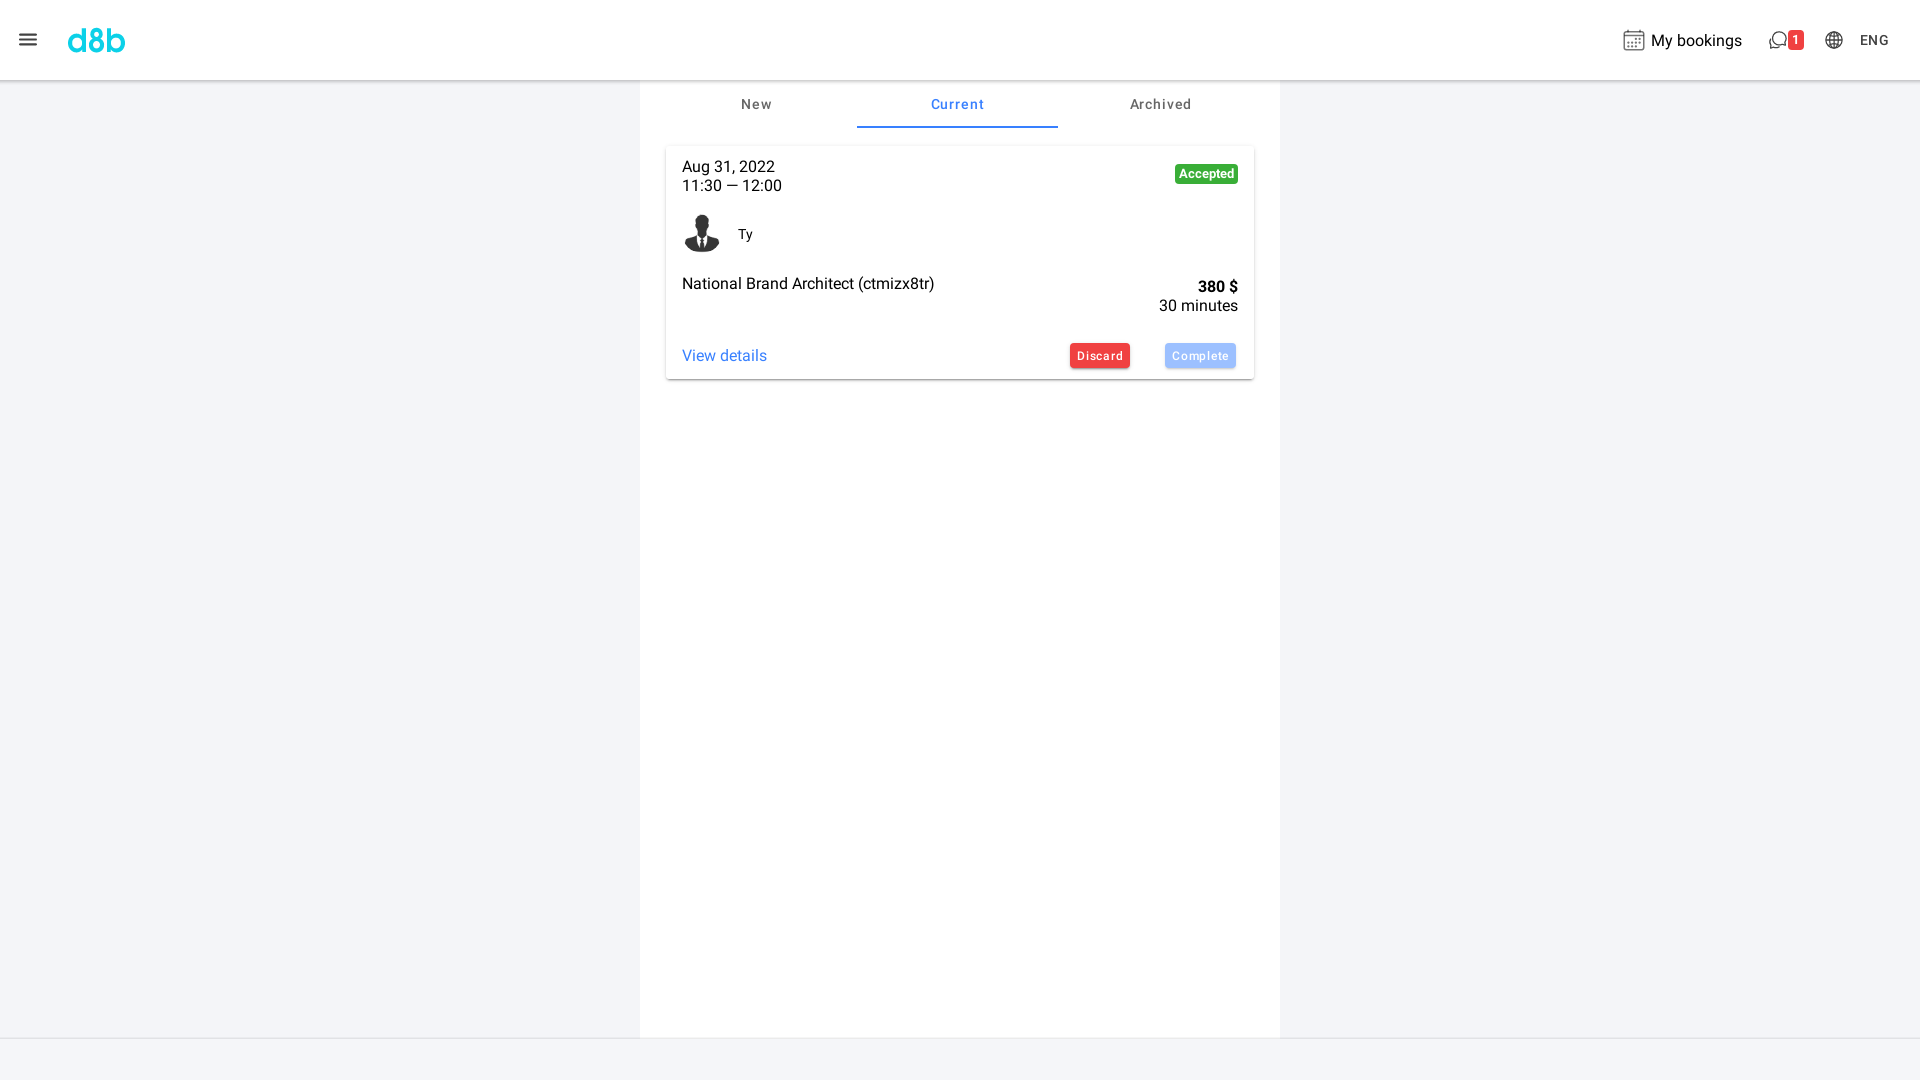 d8b
My bookings
1
ENG
New
Current
Archived
Aug 31, 2022
11:30 — 12:00
Accepted
Ty
National Brand Architect (ctmizx8tr)
380 $
30 minutes
View details
Discard
Complete